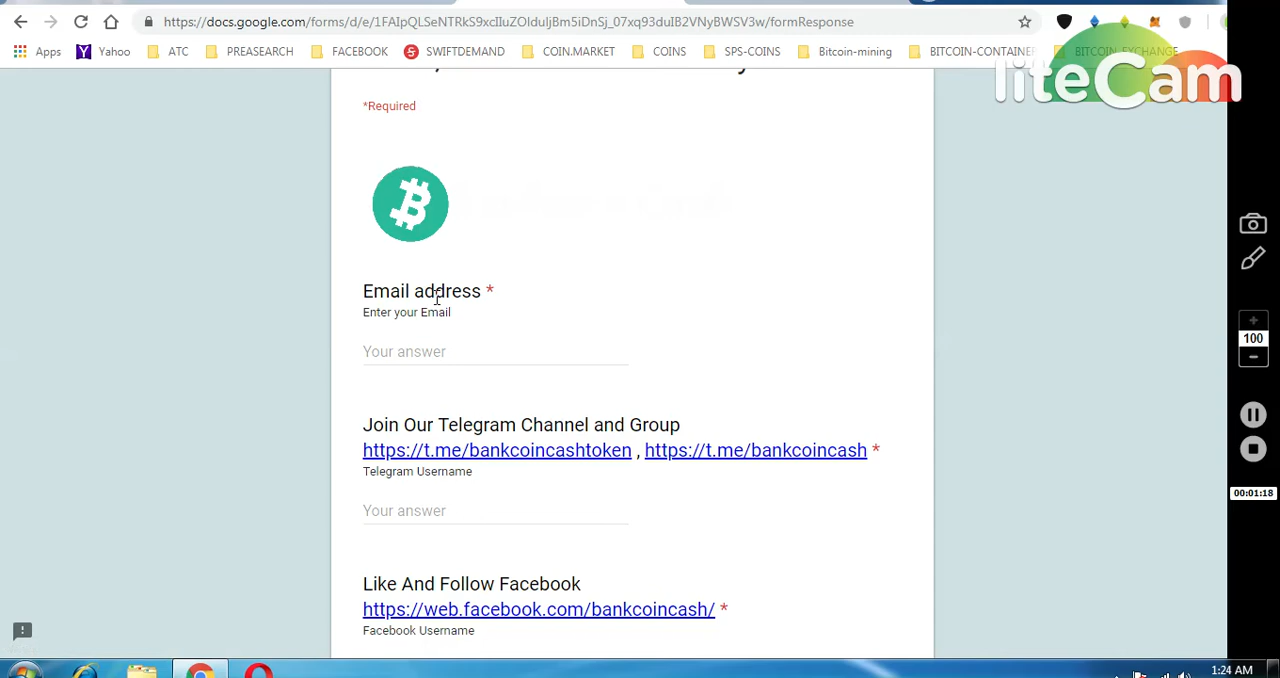 https://docs.google.com/forms/d/e/1FAIpQLSeNTRkS9xcIluZOlduljBm5iDnSj_07xq93duIB2VNyBWSV3w/formResponse
Apps Yahoo ATC PREASEARCH FACEBOOK SWIFTDEMAND COIN.MARKET COINS SPS-COINS Bitcoin-mining BITCOIN-CONTAINE BITCOIN-EXCHANGE
liteCam
*Required
Email address *
Enter your Email
Your answer
Join Our Telegram Channel and Group
https://t.me/bankcoincashtoken , https://t.me/bankcoincash *
Telegram Username
Your answer
Like And Follow Facebook
https://web.facebook.com/bankcoincash/ *
Facebook Username
100
00:01:18
1:24 AM